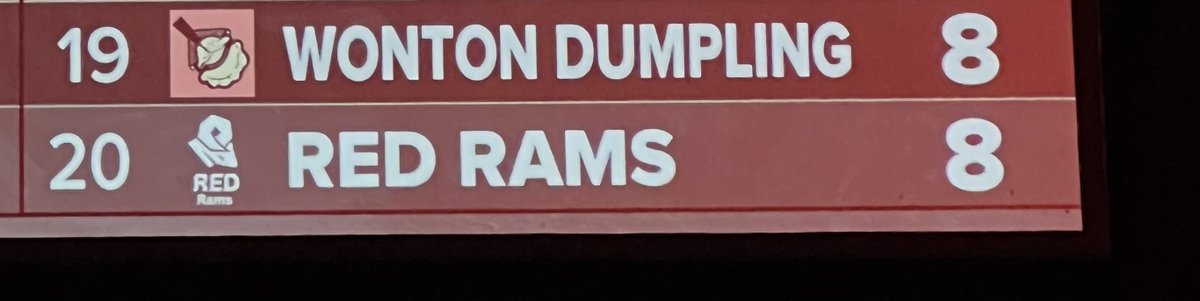 19 WONTON DUMPLING 8
20 RED Rams RED RAMS 8